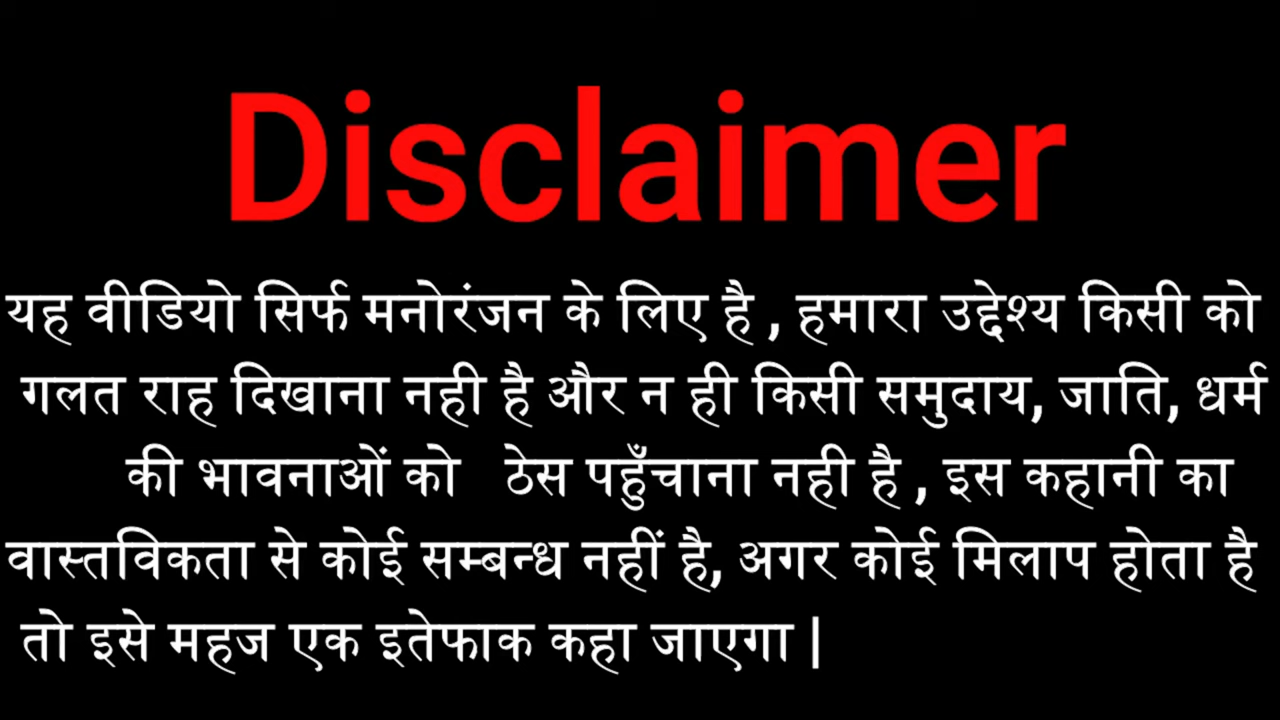 Disclaimer
यह वीडियो सिर्फ मनोरंजन के लिए है , हमारा उद्देश्य किसी को
गलत राह दिखाना नही है और न ही किसी समुदाय, जाति, धर्म
की भावनाओं को ठेस पहुँचाना नही है , इस कहानी का
वास्तविकता से कोई सम्बन्ध नहीं है, अगर कोई मिलाप होता है
तो इसे महज एक इतेफाक कहा जाएगा |